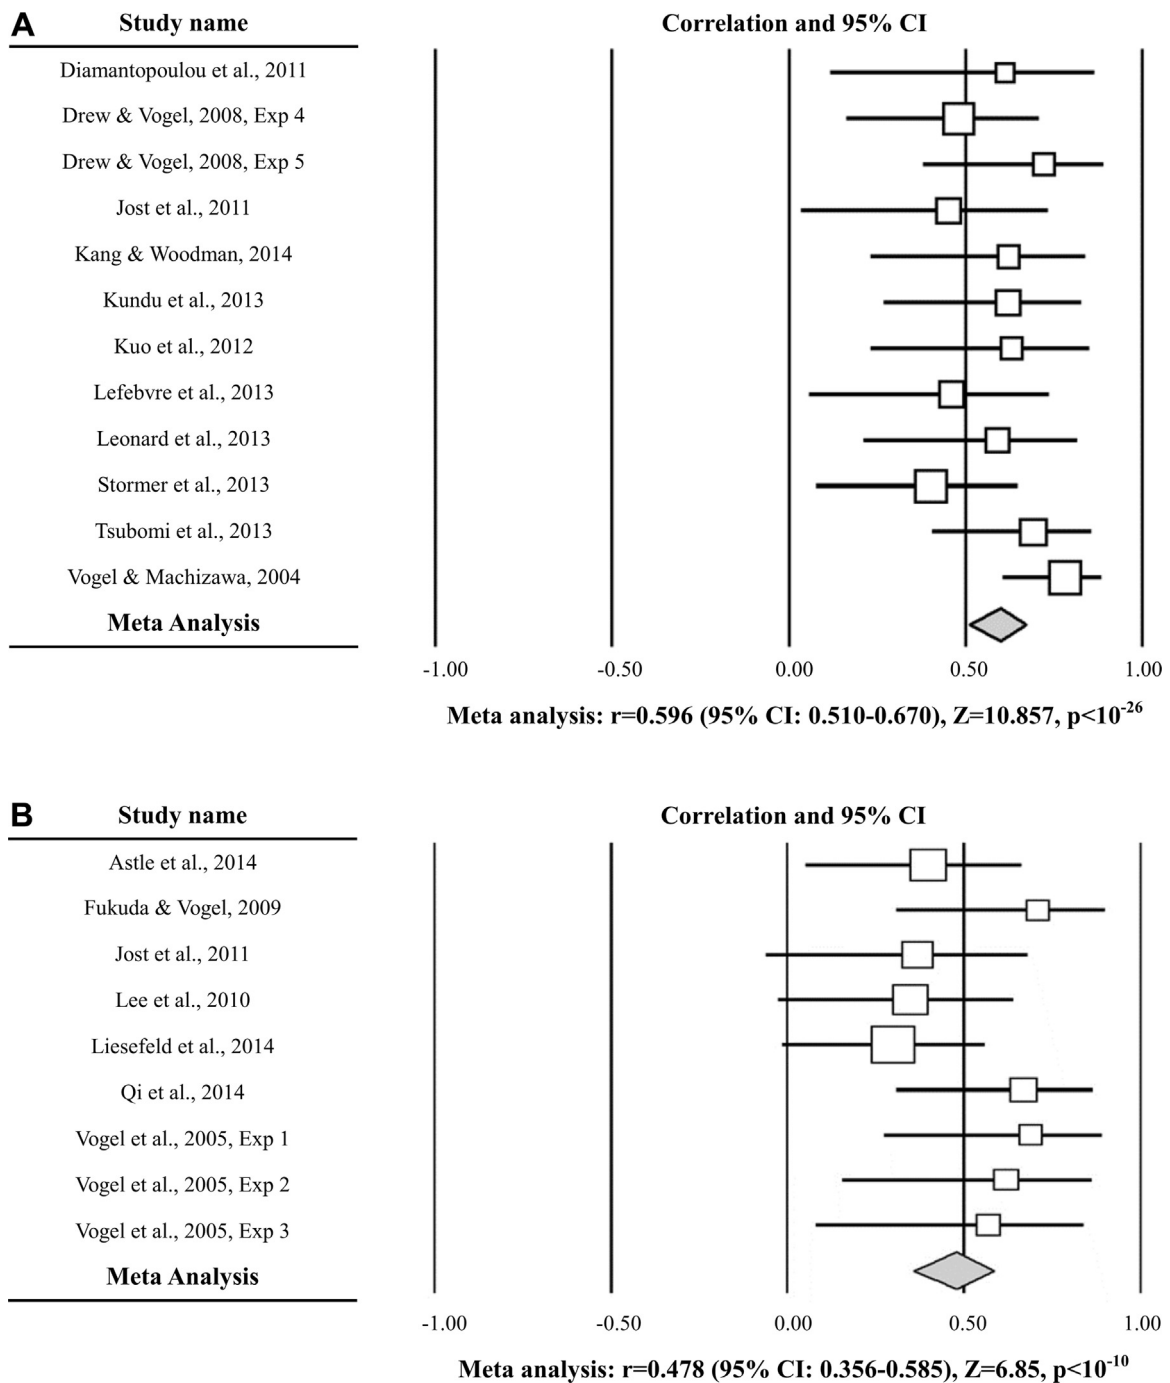 A
Study name
Correlation and 95% CI
Diamantopoulou et al., 2011
Drew & Vogel, 2008, Exp 4
Drew & Vogel, 2008, Exp 5
Jost et al., 2011
Kang & Woodman, 2014
Kundu et al., 2013
Kuo et al., 2012
Lefebvre et al., 2013
Leonard et al., 2013
Stormer et al., 2013
Tsubomi et al., 2013
Vogel & Machizawa, 2004
Meta Analysis
-1.00 -0.50 0.00 0.50 1.00
Meta analysis: r=0.596 (95% CI: 0.510-0.670), Z=10.857, p<10-26
B
Study name
Correlation and 95% CI
Astle et al., 2014
Fukuda & Vogel, 2009
Jost et al., 2011
Lee et al., 2010
Liesefeld et al., 2014
Qi et al., 2014
Vogel et al., 2005, Exp 1
Vogel et al., 2005, Exp 2
Vogel et al., 2005, Exp 3
Meta Analysis
-1.00 -0.50 0.00 0.50 1.00
Meta analysis: r=0.478 (95% CI: 0.356-0.585), Z=6.85, p<10-10